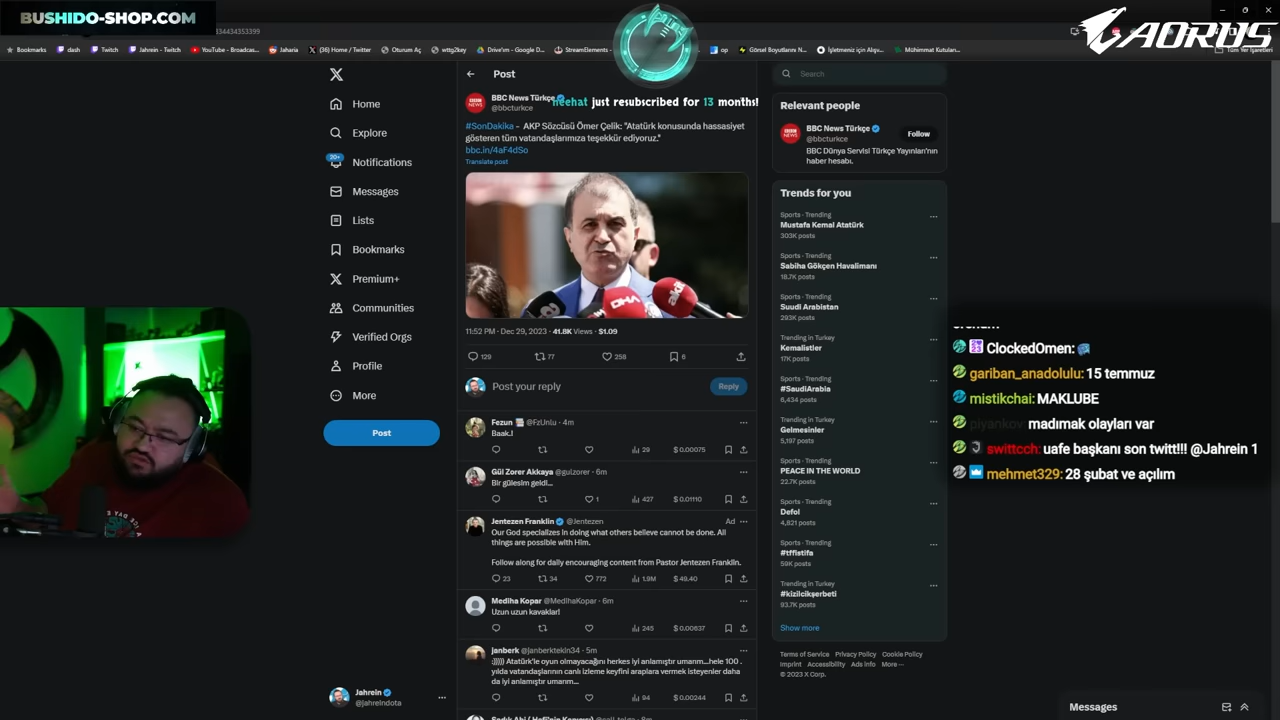 BUSHIDO-SHOP.COM
34434353399
AORUS
Bookmarks
dash
Twitch
Jahrein - Twitch
YouTube - Broadcas...
Jaharia
(36) Home / Twitter
Oturum Aç
wttg2key
Drive'ım - Google D...
StreamElements -
op
Görsel Boyutlarını N...
İşletmeniz için Alışv...
Mühimmat Kutuları...
Tüm Yer İşaretleri
Home
Explore
20+
Notifications
Messages
Lists
Bookmarks
Premium+
Communities
Verified Orgs
Profile
More
Post
Jahrein
@jahreindota
Post
neehat just resubscribed for 13 months!
BBC News Türkçe
@bbcturkce
#SonDakika - AKP Sözcüsü Ömer Çelik: "Atatürk konusunda hassasiyet
gösteren tüm vatandaşlarımıza teşekkür ediyoruz."
bbc.in/4aF4dSo
Translate post
DHA
11:52 PM · Dec 29, 2023 · 41.8K Views · $1.09
129 77 258 6
Post your reply
Reply
Fezun @FzUnlu · 4m
Baak.!
29 $0.00075
Gül Zorer Akkaya @gulzorer · 6m
Bir gülesim geldi...
1 427 $0.01110
Jentezen Franklin @Jentezen Ad
Our God specializes in doing what others believe cannot be done. All
things are possible with Him.
Follow along for daily encouraging content from Pastor Jentezen Franklin.
23 34 772 1.9M $49.40
Mediha Kopar @MedihaKopar · 6m
Uzun uzun kavaklar!
245 $0.00637
janberk @janberktekin34 · 5m
:))))) Atatürk'le oyun olmayacağını herkes iyi anlamıştır umarım...hele 100 .
yılda vatandaşlarının canlı izleme keyfini araplara vermek isteyenler daha
da iyi anlamıştır umarım...
94 $0.00244
Search
Relevant people
BBC News Türkçe
@bbcturkce
Follow
BBC Dünya Servisi Türkçe Yayınları'nın
haber hesabı.
Trends for you
Sports · Trending
Mustafa Kemal Atatürk
303K posts
Sports · Trending
Sabiha Gökçen Havalimanı
18.7K posts
Sports · Trending
Suudi Arabistan
293K posts
Trending in Turkey
Kemalistler
17K posts
Sports · Trending
#SaudiArabia
6,434 posts
Trending in Turkey
Gelmesinler
5,197 posts
Sports · Trending
PEACE IN THE WORLD
22.7K posts
Sports · Trending
Defol
4,821 posts
Sports · Trending
#tffistifa
59K posts
Trending in Turkey
#kizilcikşerbeti
93.7K posts
Show more
Terms of Service Privacy Policy Cookie Policy
Imprint Accessibility Ads info More ···
© 2023 X Corp.
ClockedOmen:
gariban_anadolulu: 15 temmuz
mistikchai: MAKLUBE
piyankov: madımak olayları var
swittcch: uafe başkanı son twitt!!! @Jahrein 1
mehmet329: 28 şubat ve açılım
Messages